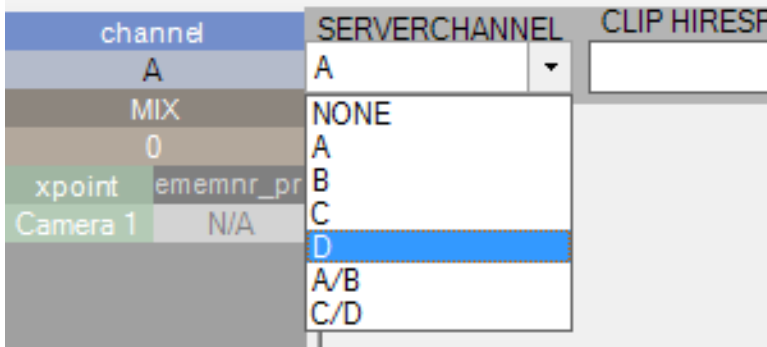 channel
A
MIX
0
xpoint ememnr_pr
Camera 1 N/A
SERVERCHANNEL
A
NONE
A
B
C
D
A/B
C/D
CLIP HIRESP